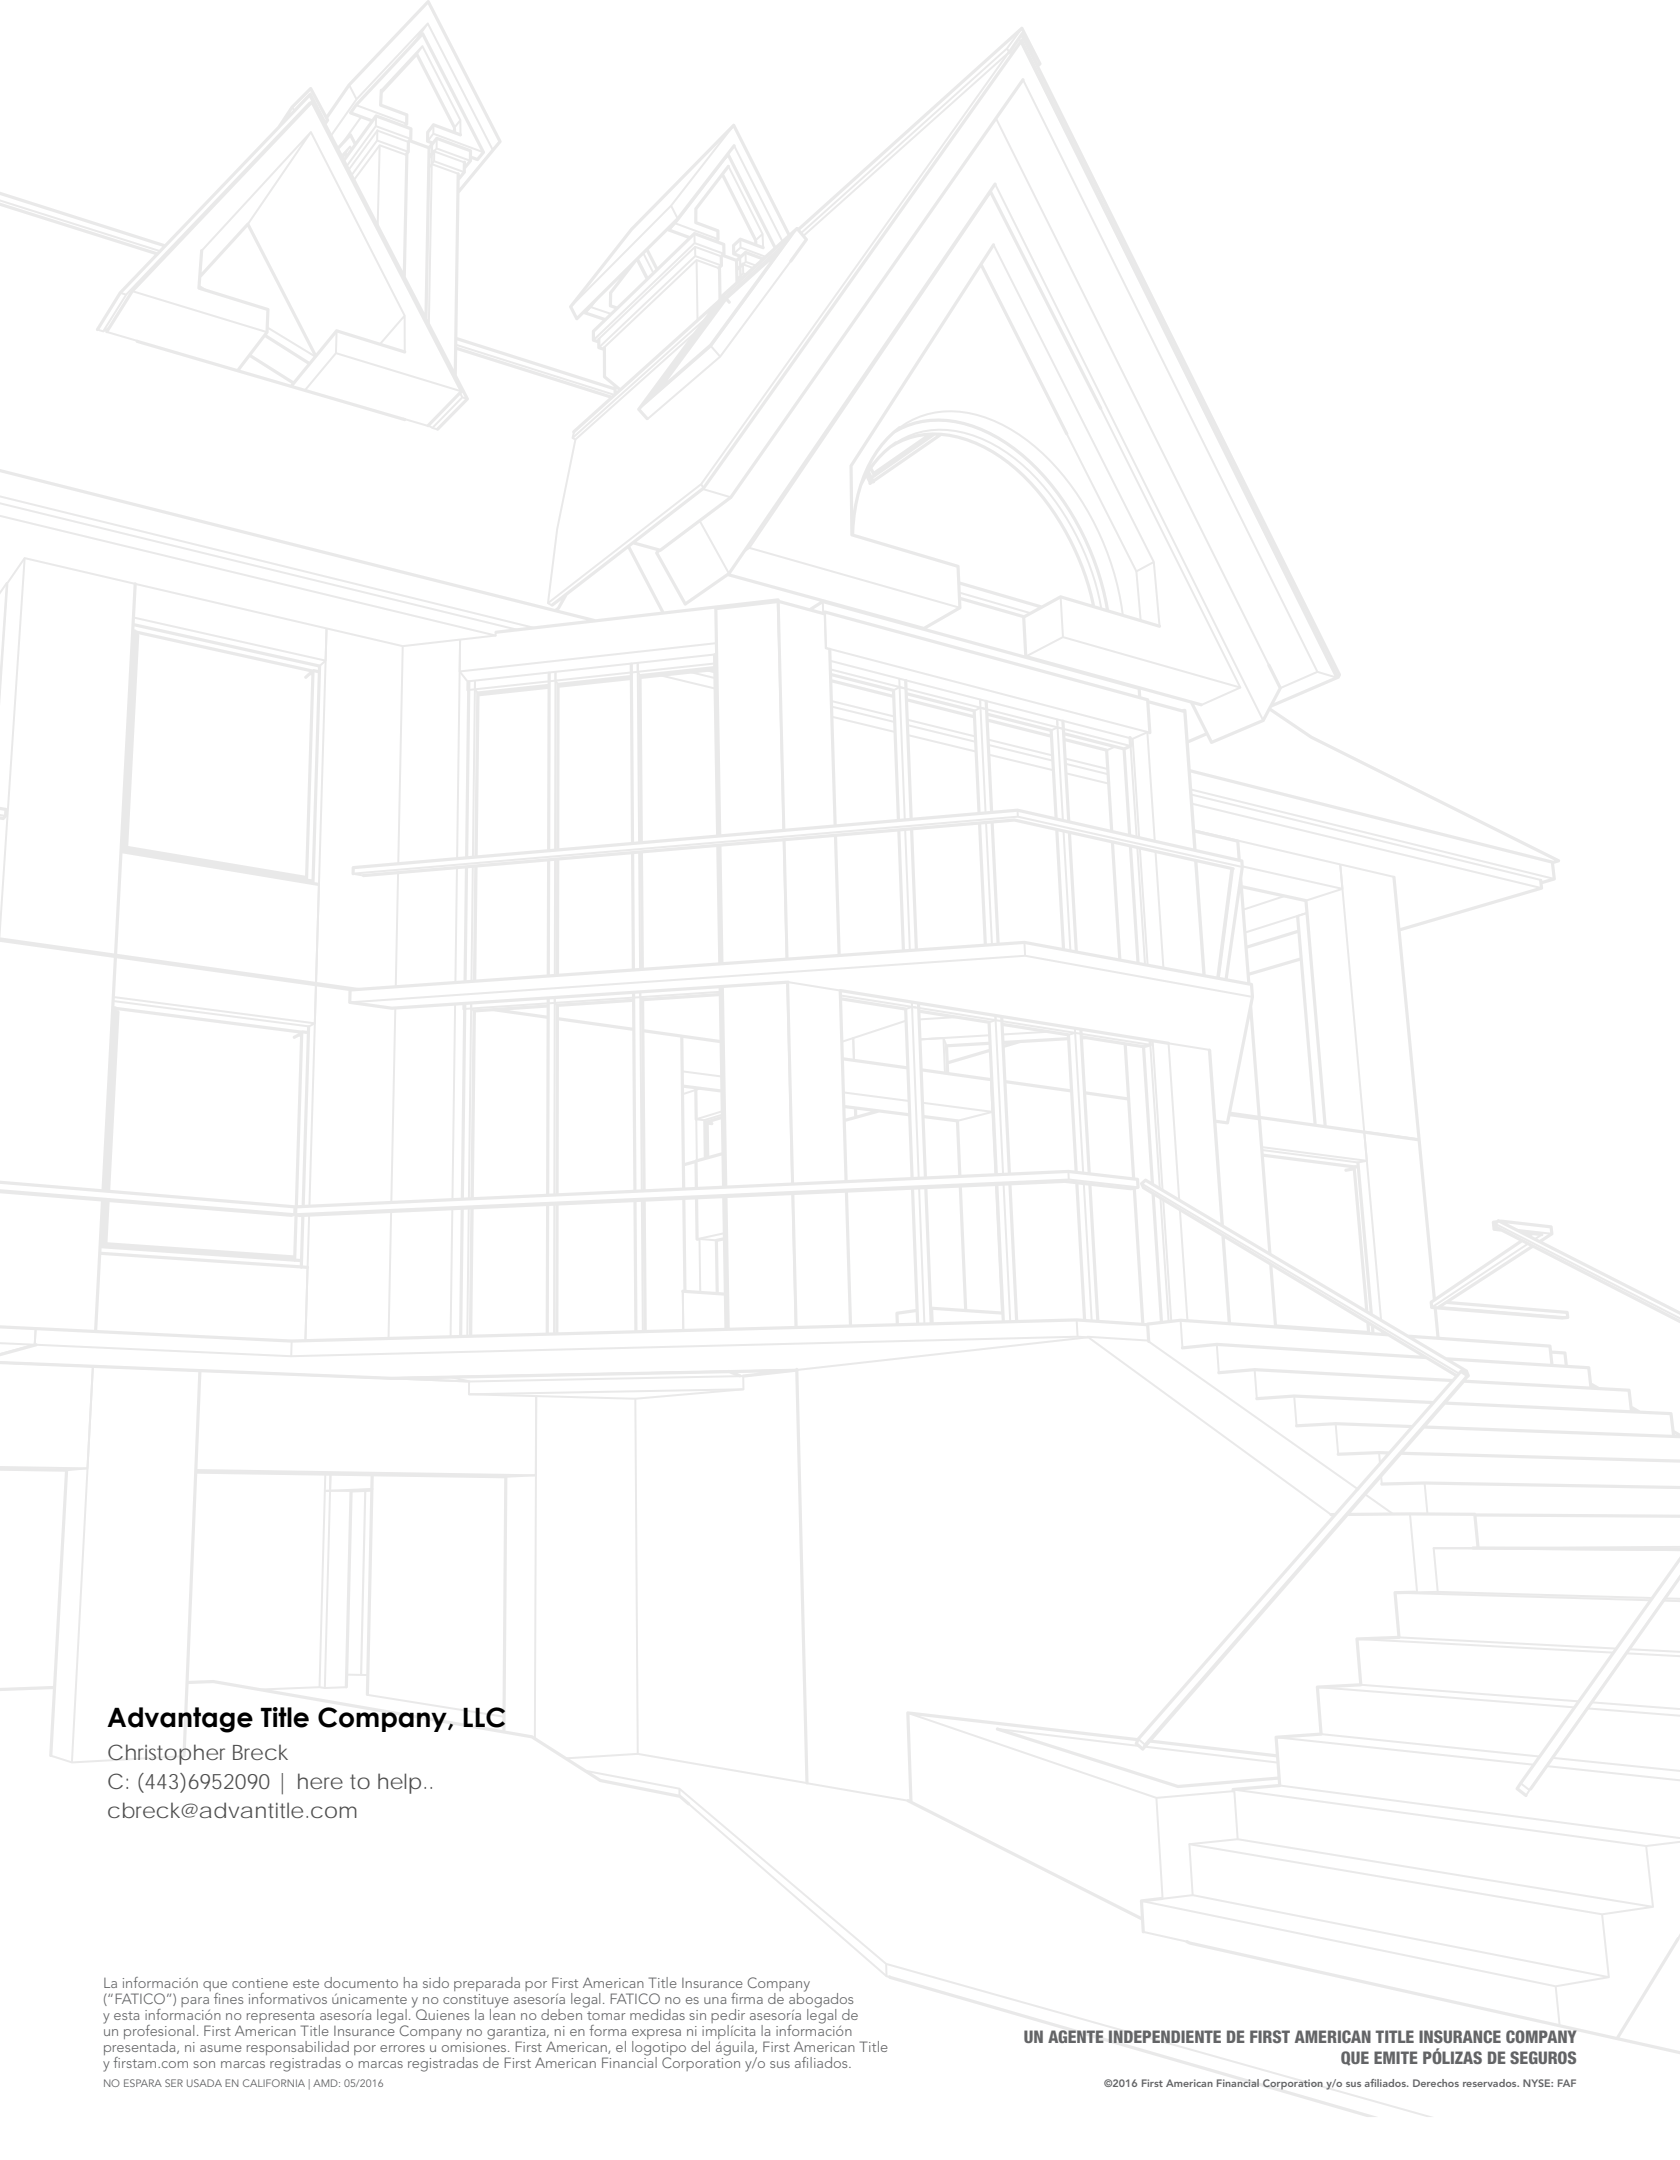 Advantage Title Company, LLC
Christopher Breck
C: (443)6952090 | here to help..
cbreck@advantitle.com
La información que contiene este documento ha sido preparada por First American Title Insurance Company
(“FATICO”) para fines informativos únicamente y no constituye asesoría legal. FATICO no es una firma de abogados
y esta información no representa asesoría legal. Quienes la lean no deben tomar medidas sin pedir asesoría legal de
un profesional. First American Title Insurance Company no garantiza, ni en forma expresa ni implícita la información
presentada, ni asume responsabilidad por errores u omisiones. First American, el logotipo del águila, First American Title
y firstam.com son marcas registradas o marcas registradas de First American Financial Corporation y/o sus afiliados.
NO ESPARA SER USADA EN CALIFORNIA | AMD: 05/2016
UN AGENTE INDEPENDIENTE DE FIRST AMERICAN TITLE INSURANCE COMPANY
QUE EMITE PÓLIZAS DE SEGUROS
©2016 First American Financial Corporation y/o sus afiliados. Derechos reservados. NYSE: FAF